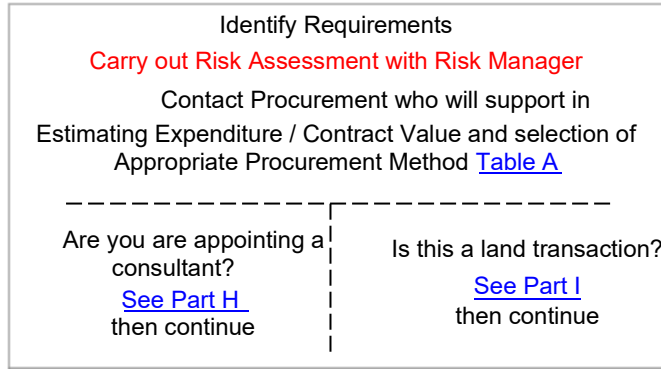 Identify Requirements
Carry out Risk Assessment with Risk Manager
Contact Procurement who will support in
Estimating Expenditure / Contract Value and selection of
Appropriate Procurement Method Table A
Are you are appointing a
consultant?
See Part H
then continue
Is this a land transaction?
See Part I
then continue